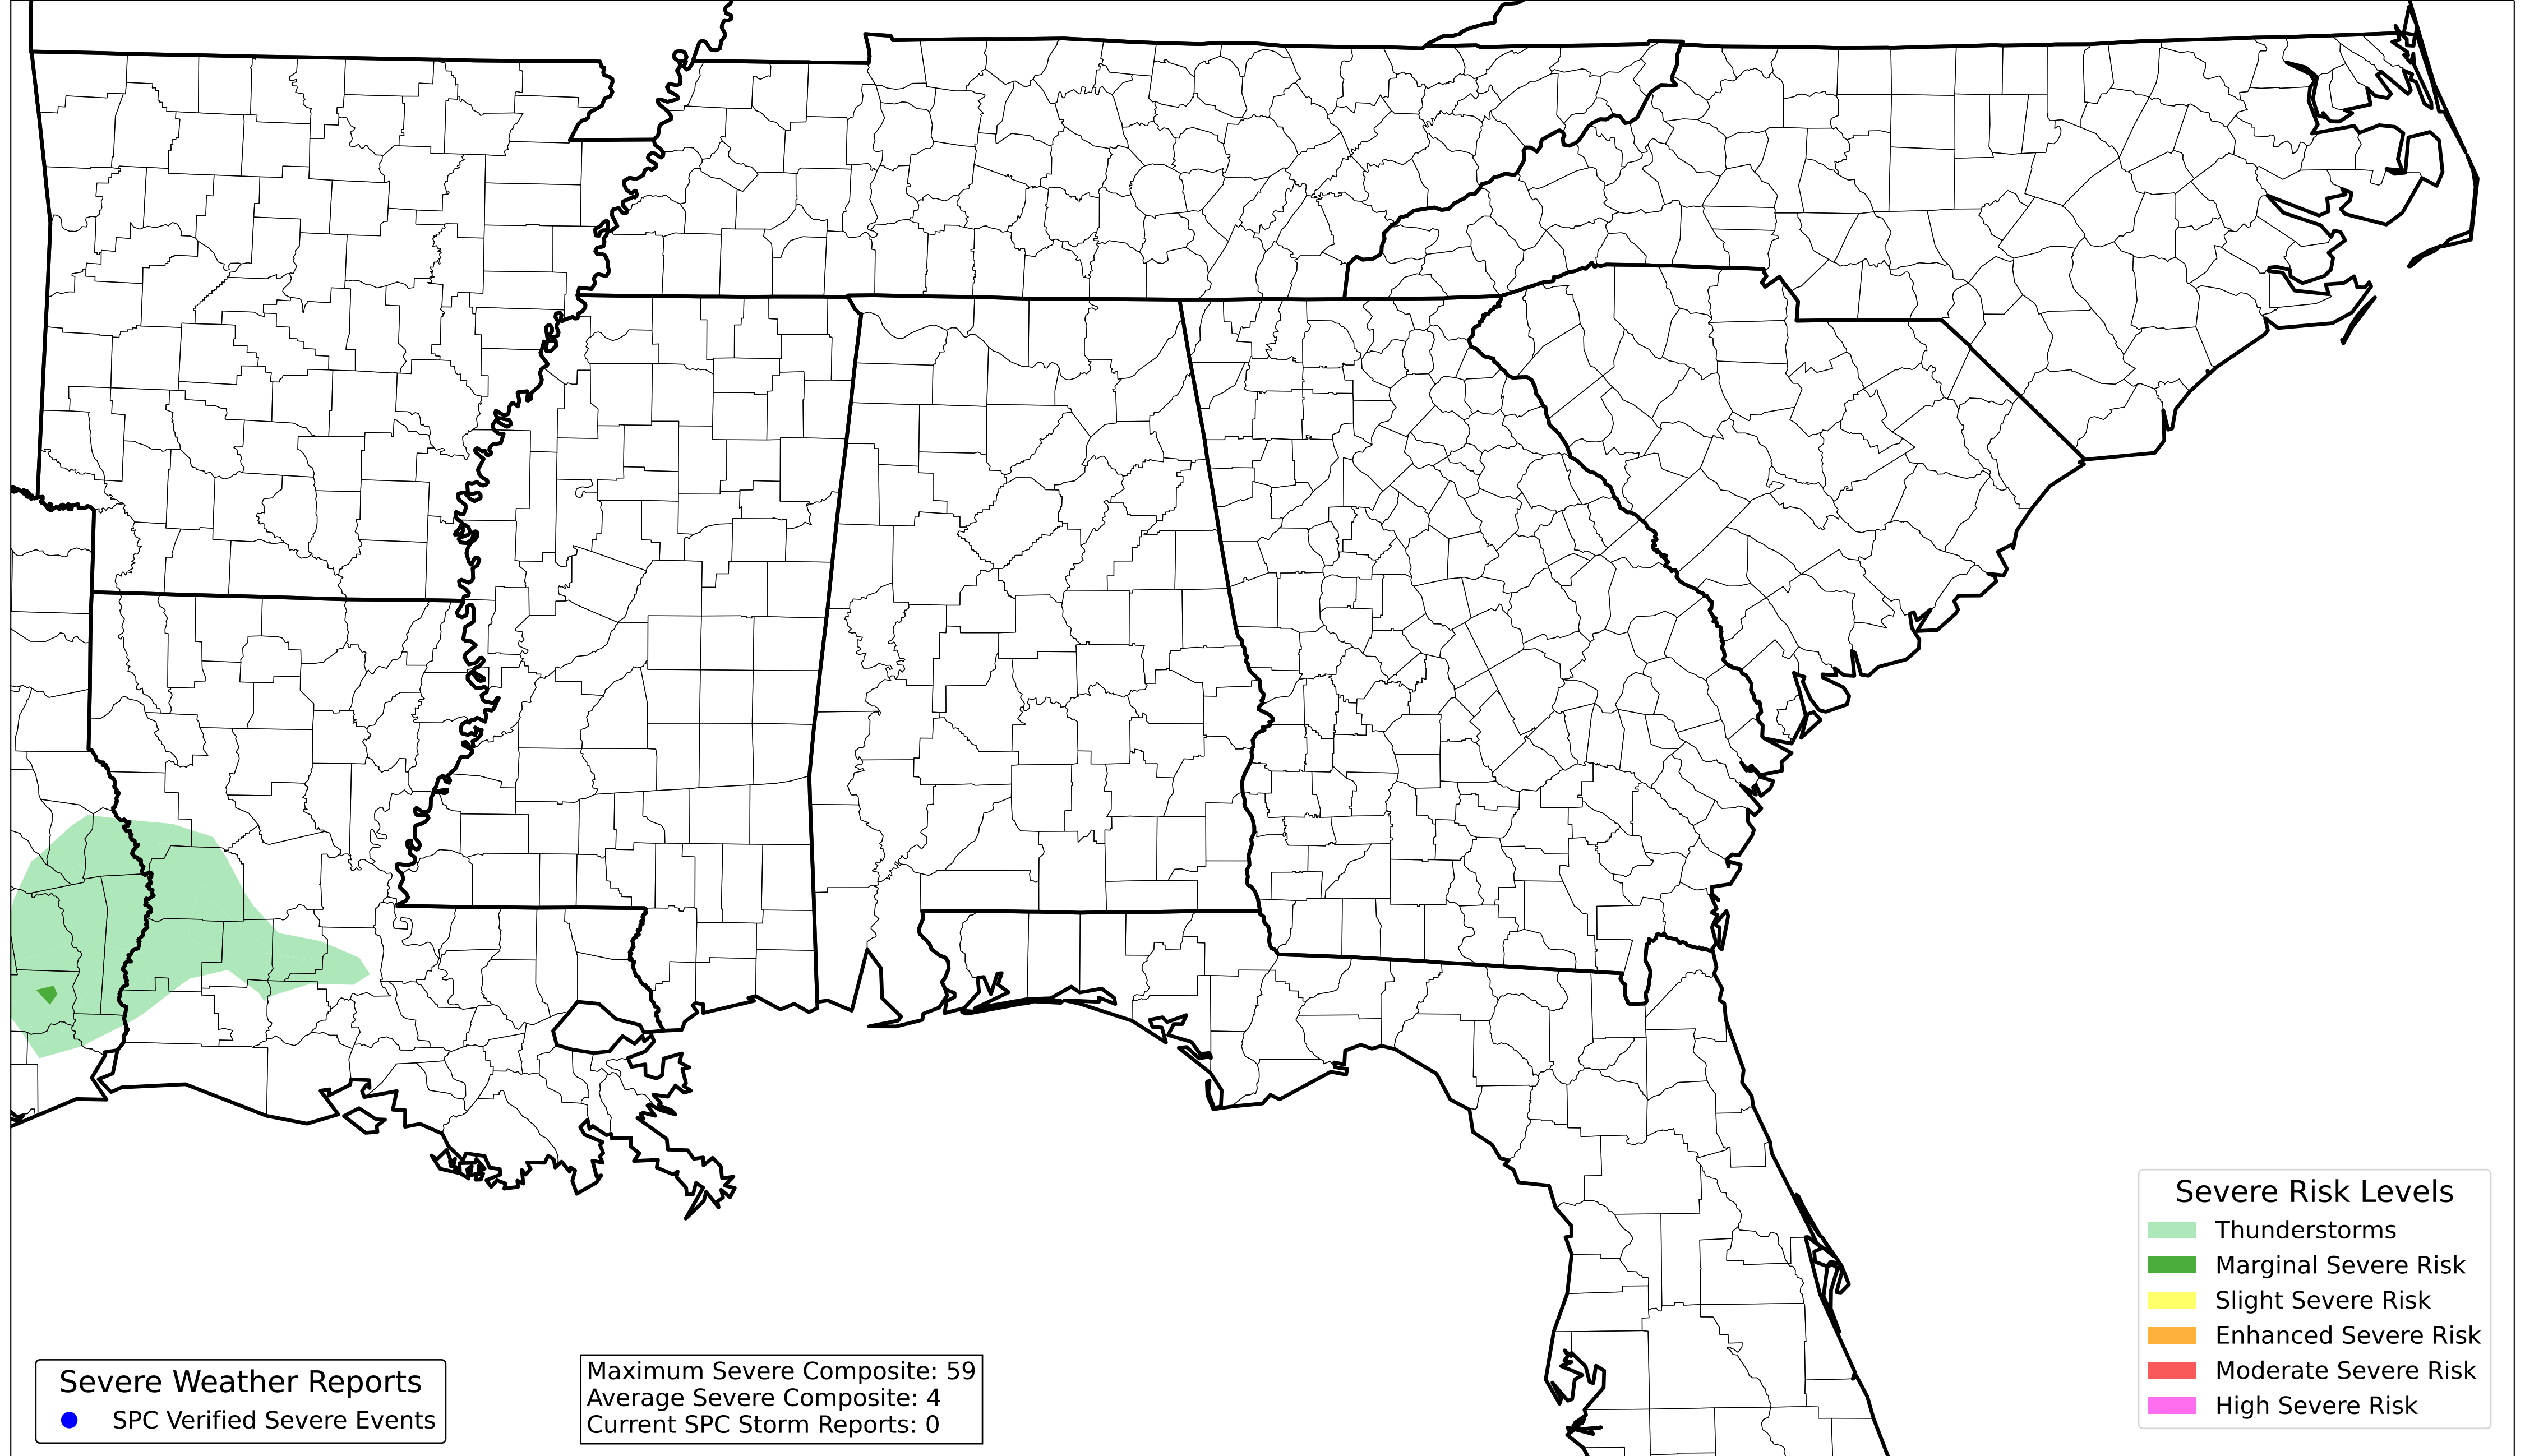 Severe Weather Reports
SPC Verified Severe Events
Maximum Severe Composite: 59
Average Severe Composite: 4
Current SPC Storm Reports: 0
Severe Risk Levels
Thunderstorms
Marginal Severe Risk
Slight Severe Risk
Enhanced Severe Risk
Moderate Severe Risk
High Severe Risk